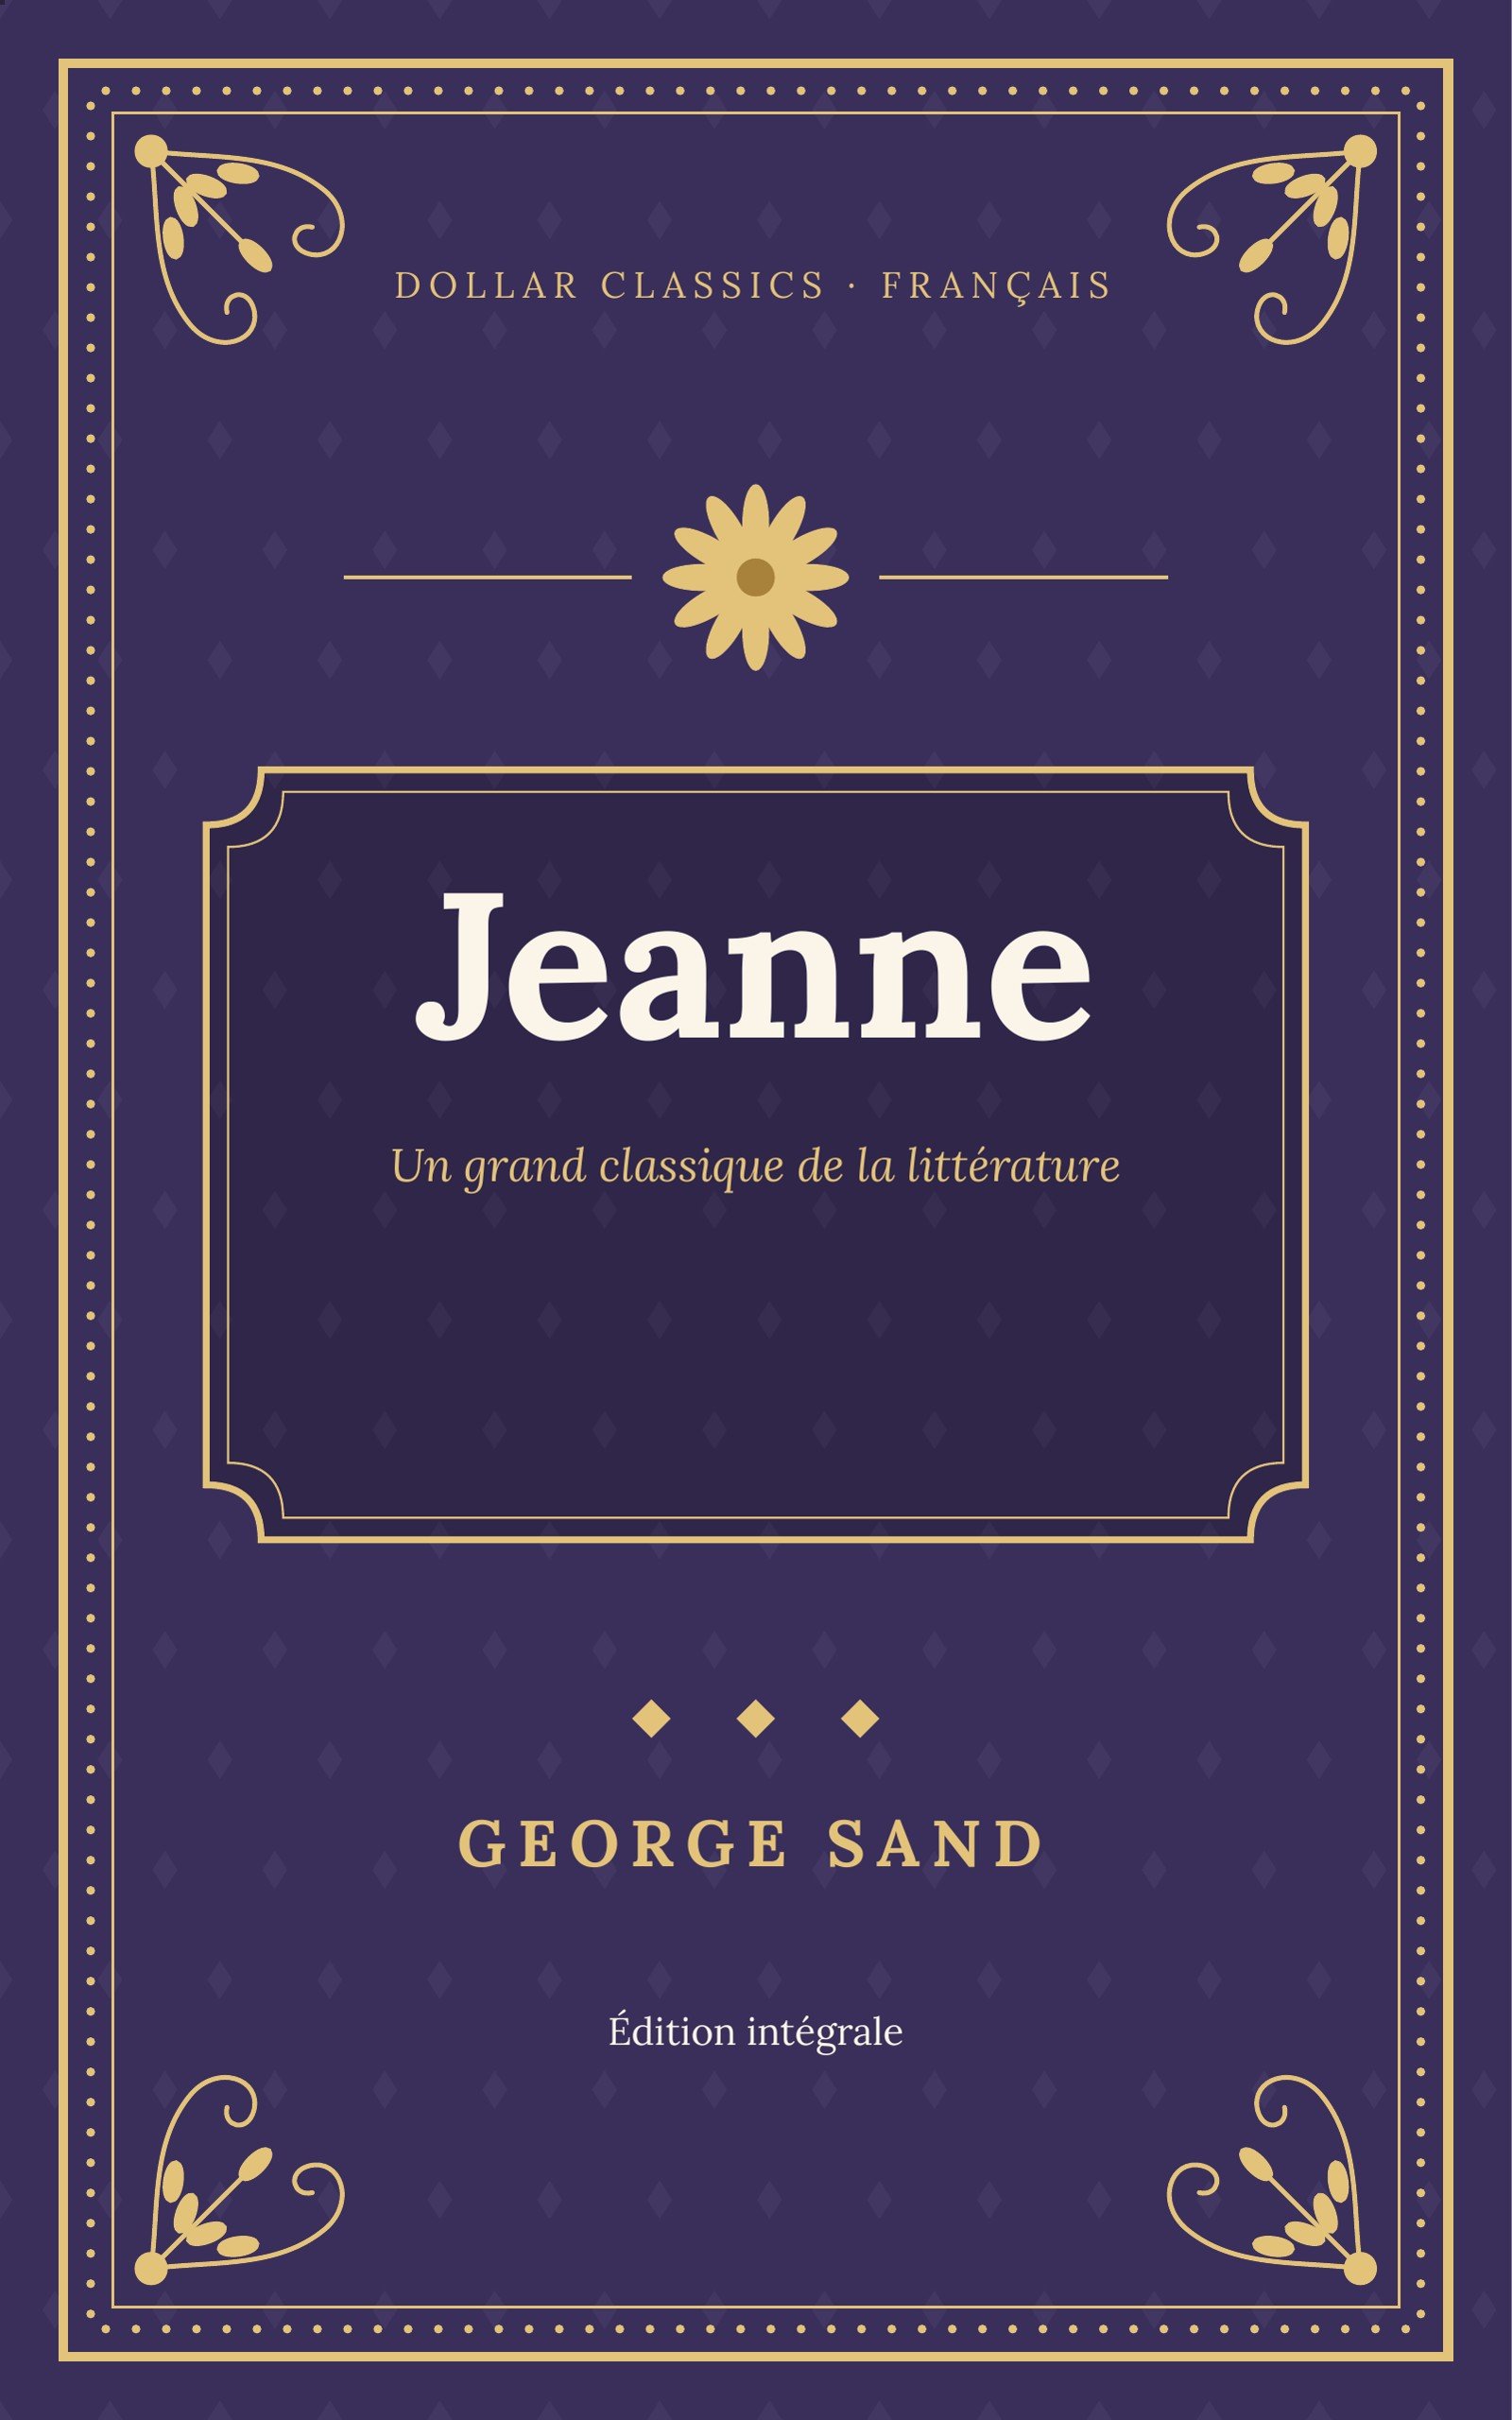 DOLLAR CLASSICS · FRANÇAIS
Jeanne
Un grand classique de la littérature
GEORGE SAND
Édition intégrale